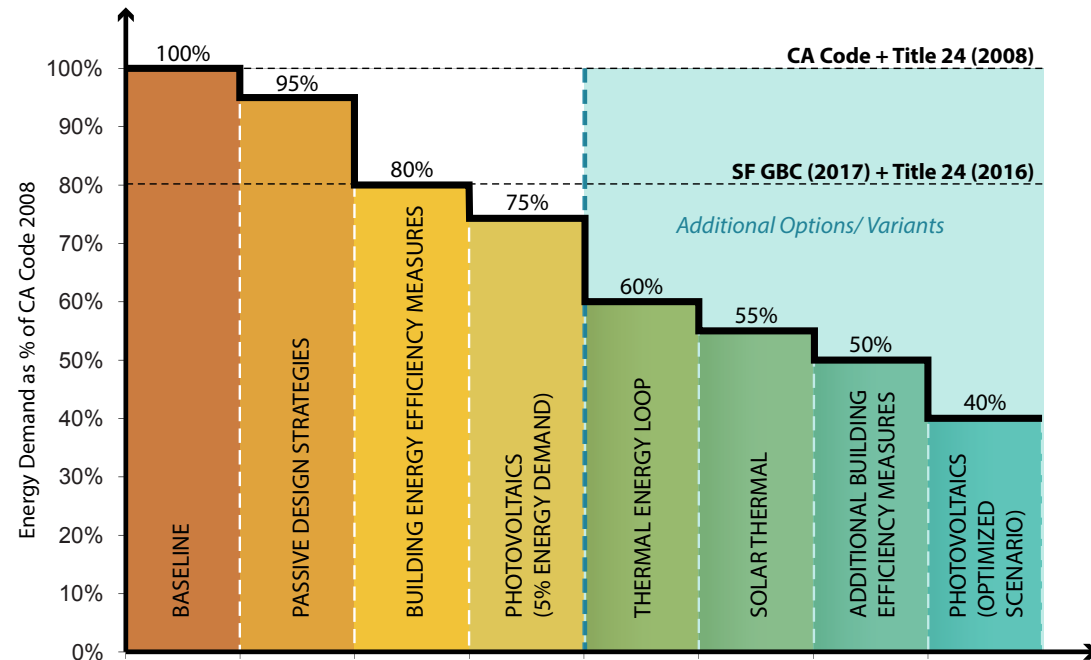 Energy Demand as % of CA Code 2008
100%
90%
80%
70%
60%
50%
40%
30%
20%
10%
0%
100%
95%
80%
75%
60%
55%
50%
40%
CA Code + Title 24 (2008)
SF GBC (2017) + Title 24 (2016)
Additional Options/ Variants
BASELINE
PASSIVE DESIGN STRATEGIES
BUILDING ENERGY EFFICIENCY MEASURES
PHOTOVOLTAICS
(5% ENERGY DEMAND)
THERMAL ENERGY LOOP
SOLAR THERMAL
ADDITIONAL BUILDING
EFFICIENCY MEASURES
PHOTOVOLTAICS
(OPTIMIZED
SCENARIO)